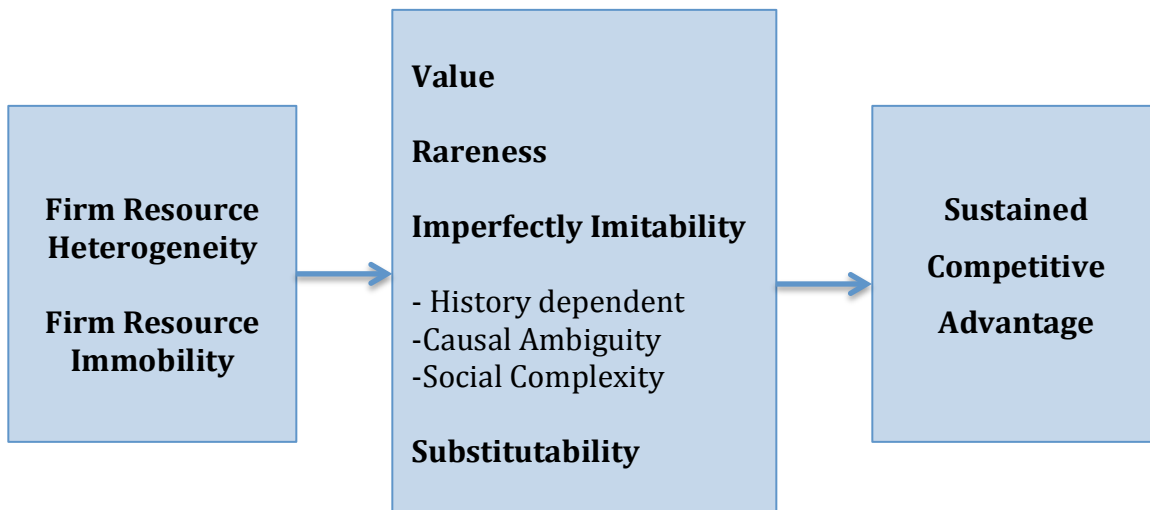 Firm Resource
Heterogeneity
Firm Resource
Immobility
Value
Rareness
Imperfectly Imitability
- History dependent
-Causal Ambiguity
-Social Complexity
Substitutability
Sustained
Competitive
Advantage